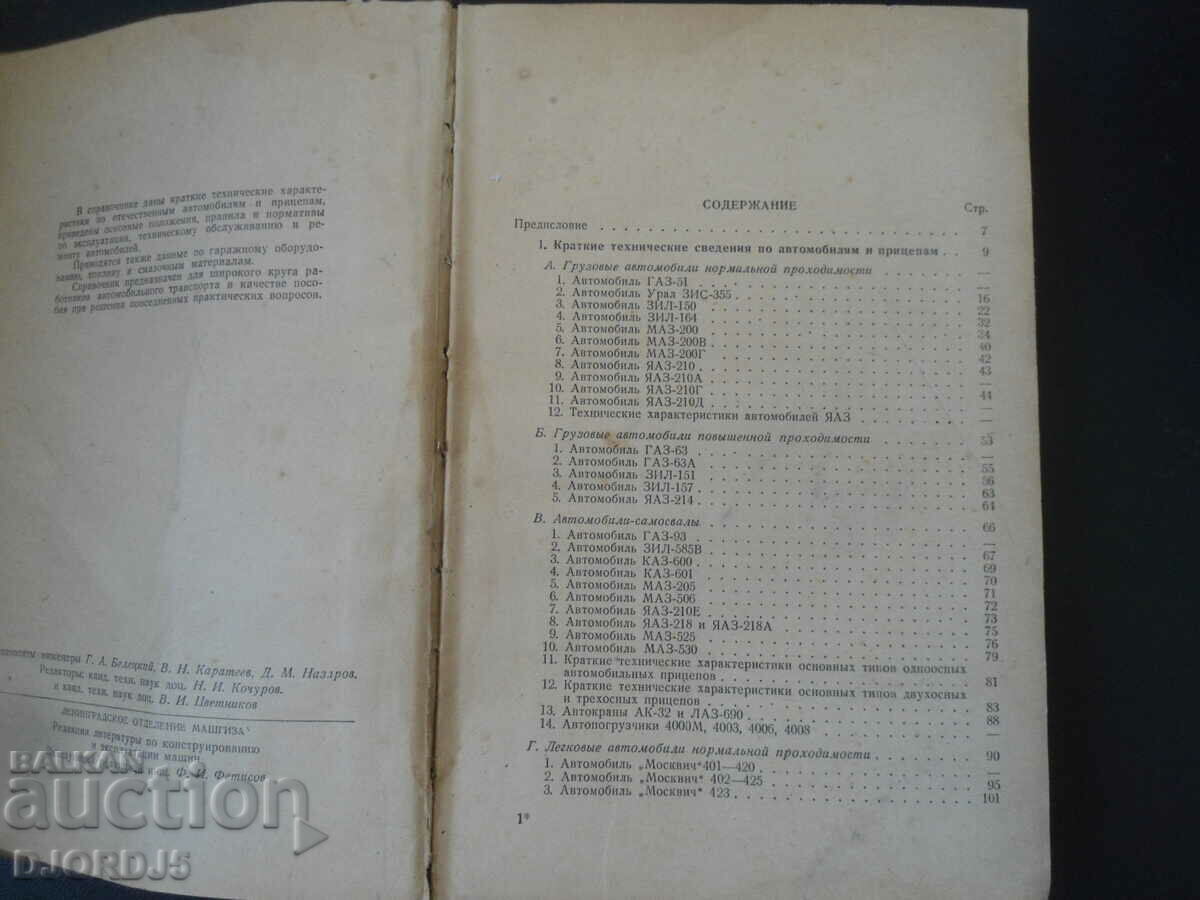 В справочнике даны краткие технические характе-
ристики по отечественным автомобилям и прицепам,
приведены основные положения, правила и нормативы
по эксплуатации, техническому обслуживанию и ре-
монту автомобилей.
Приводятся также данные по гаражному оборудо-
ванию, топливу и смазочным материалам.
Справочник предназначен для широкого круга ра-
ботников автомобильного транспорта в качестве посо-
бия при решении повседневных практических вопросов.
инженеры Г. А. Белецкий, В. И. Каратеев, Д. М. Назаров.
Редакторы: канд. техн. наук доц. Н. И. Кочуров.
и канд. техн. наук доц. В. И. Цветников
ЛЕНИНГРАДСКОЕ ОТДЕЛЕНИЕ МАШГИЗА
Редакция литературы по конструированию
и эксплуатации машин
инж. Ф. И. Фетисов
СОДЕРЖАНИЕ
Стр.
Предисловие . . . 7
I. Краткие технические сведения по автомобилям и прицепам . . 9
А. Грузовые автомобили нормальной проходимости . . . —
1. Автомобиль ГАЗ-51 . . . —
2. Автомобиль Урал ЗИС-355 . . . 16
3. Автомобиль ЗИЛ-150 . . . 22
4. Автомобиль ЗИЛ-164 . . . 32
5. Автомобиль МАЗ-200 . . . 34
6. Автомобиль МАЗ-200В . . . 40
7. Автомобиль МАЗ-200Г . . . 42
8. Автомобиль ЯАЗ-210 . . . 43
9. Автомобиль ЯАЗ-210А . . . —
10. Автомобиль ЯАЗ-210Г . . . 44
11. Автомобиль ЯАЗ-210Д . . . —
12. Технические характеристики автомобилей ЯАЗ . . . —
Б. Грузовые автомобили повышенной проходимости . . . 53
1. Автомобиль ГАЗ-63 . . . —
2. Автомобиль ГАЗ-63А . . . 55
3. Автомобиль ЗИЛ-151 . . . 56
4. Автомобиль ЗИЛ-157 . . . 63
5. Автомобиль ЯАЗ-214 . . . 64
В. Автомобили-самосвалы . . . 66
1. Автомобиль ГАЗ-93 . . . —
2. Автомобиль ЗИЛ-585В . . . 67
3. Автомобиль КАЗ-600 . . . 69
4. Автомобиль КАЗ-601 . . . 70
5. Автомобиль МАЗ-205 . . . 71
6. Автомобиль МАЗ-506 . . . 72
7. Автомобиль ЯАЗ-210Е . . . 73
8. Автомобиль ЯАЗ-218 и ЯАЗ-218А . . . 75
9. Автомобиль МАЗ-525 . . . 76
10. Автомобиль МАЗ-530 . . . 79
11. Краткие технические характеристики основных типов одноосных
автомобильных прицепов . . . 81
12. Краткие технические характеристики основных типов двухосных
и трехосных прицепов . . . 83
13. Автокраны АК-32 и ЛАЗ-690 . . . 88
14. Автопогрузчики 4000М, 4003, 4006, 4008 . . . —
Г. Легковые автомобили нормальной проходимости . . . 90
1. Автомобиль „Москвич" 401—420 . . . —
2. Автомобиль „Москвич" 402—425 . . . 95
3. Автомобиль „Москвич" 423 . . . 101
1*
BALKAN
auction
DJORDJ5